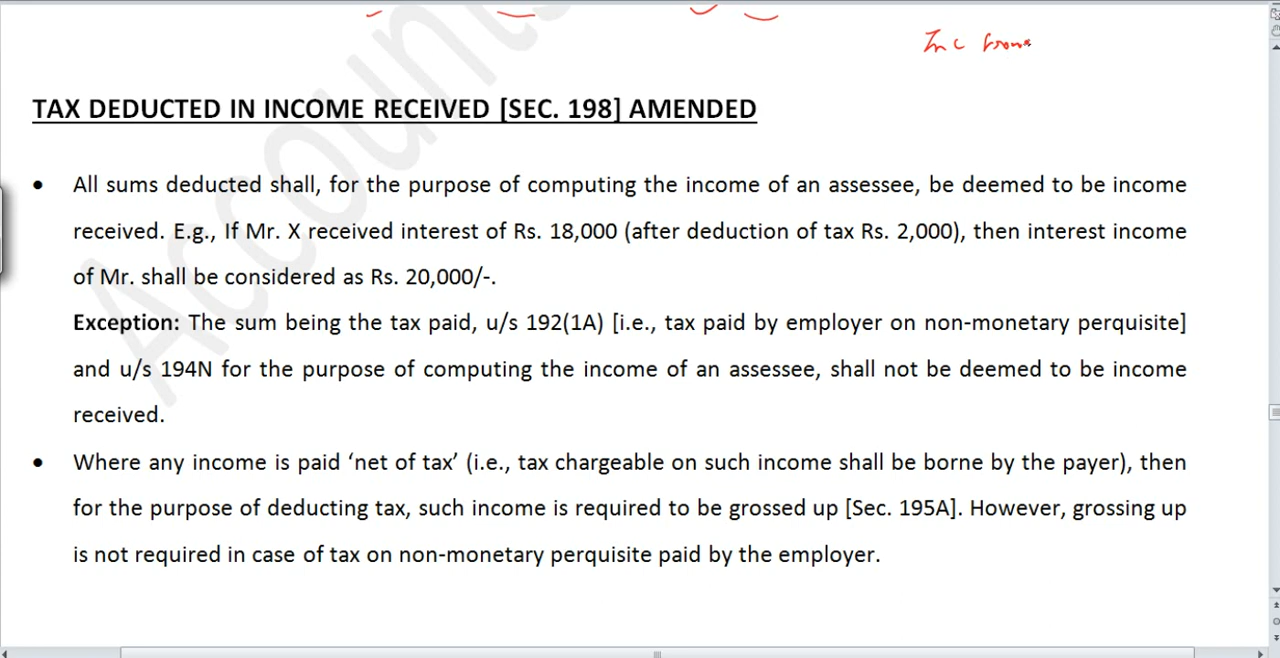 Inc from
TAX DEDUCTED IN INCOME RECEIVED [SEC. 198] AMENDED
• All sums deducted shall, for the purpose of computing the income of an assessee, be deemed to be income
received. E.g., If Mr. X received interest of Rs. 18,000 (after deduction of tax Rs. 2,000), then interest income
of Mr. shall be considered as Rs. 20,000/-.
Exception: The sum being the tax paid, u/s 192(1A) [i.e., tax paid by employer on non-monetary perquisite]
and u/s 194N for the purpose of computing the income of an assessee, shall not be deemed to be income
received.
• Where any income is paid ‘net of tax’ (i.e., tax chargeable on such income shall be borne by the payer), then
for the purpose of deducting tax, such income is required to be grossed up [Sec. 195A]. However, grossing up
is not required in case of tax on non-monetary perquisite paid by the employer.